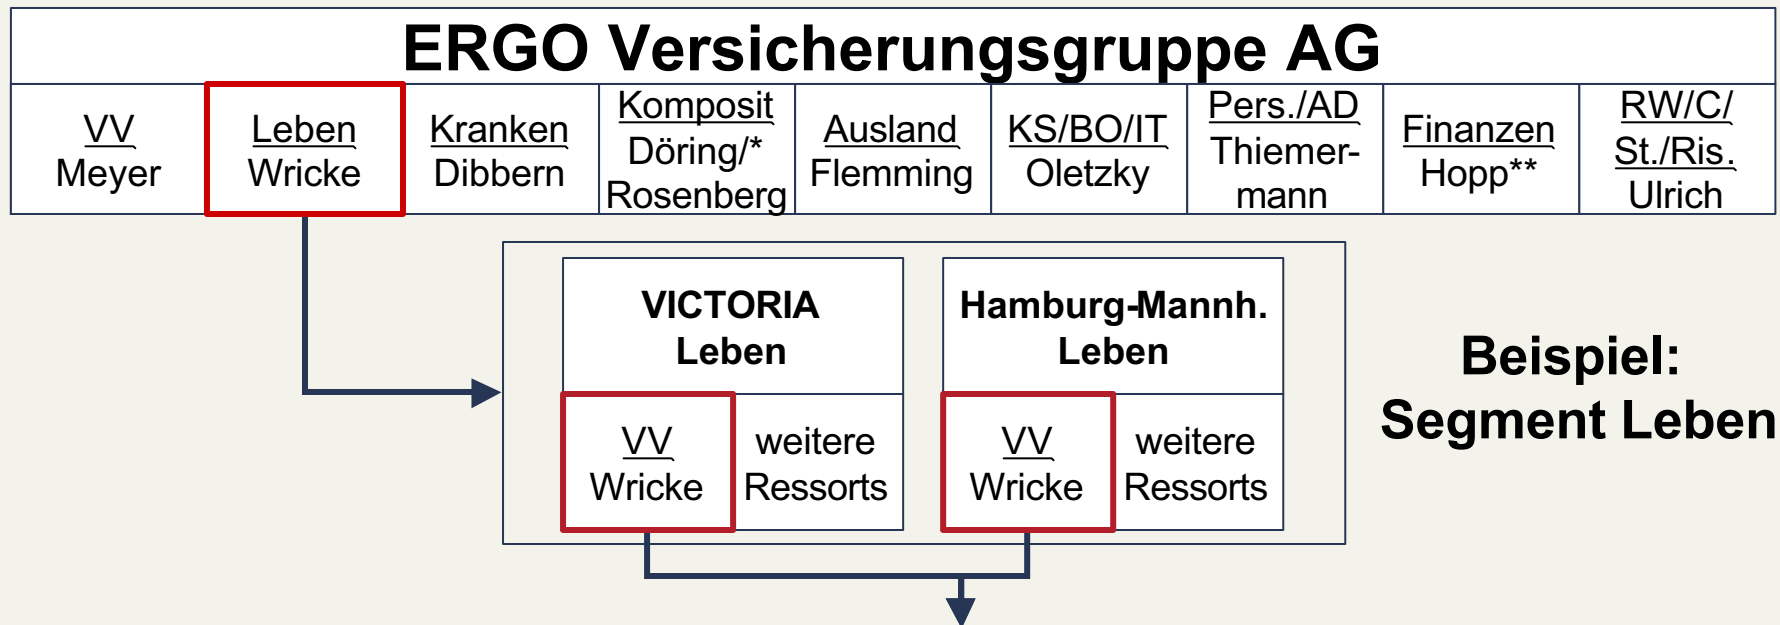 ERGO Versicherungsgruppe AG
VV
Meyer
Leben
Wricke
Kranken
Dibbern
Komposit
Döring/*
Rosenberg
Ausland
Flemming
KS/BO/IT
Oletzky
Pers./AD
Thiemer-
mann
Finanzen
Hopp**
RW/C/
St./Ris.
Ulrich
VICTORIA
Leben
VV
Wricke
weitere
Ressorts
Hamburg-Mannh.
Leben
VV
Wricke
weitere
Ressorts
Beispiel:
Segment Leben